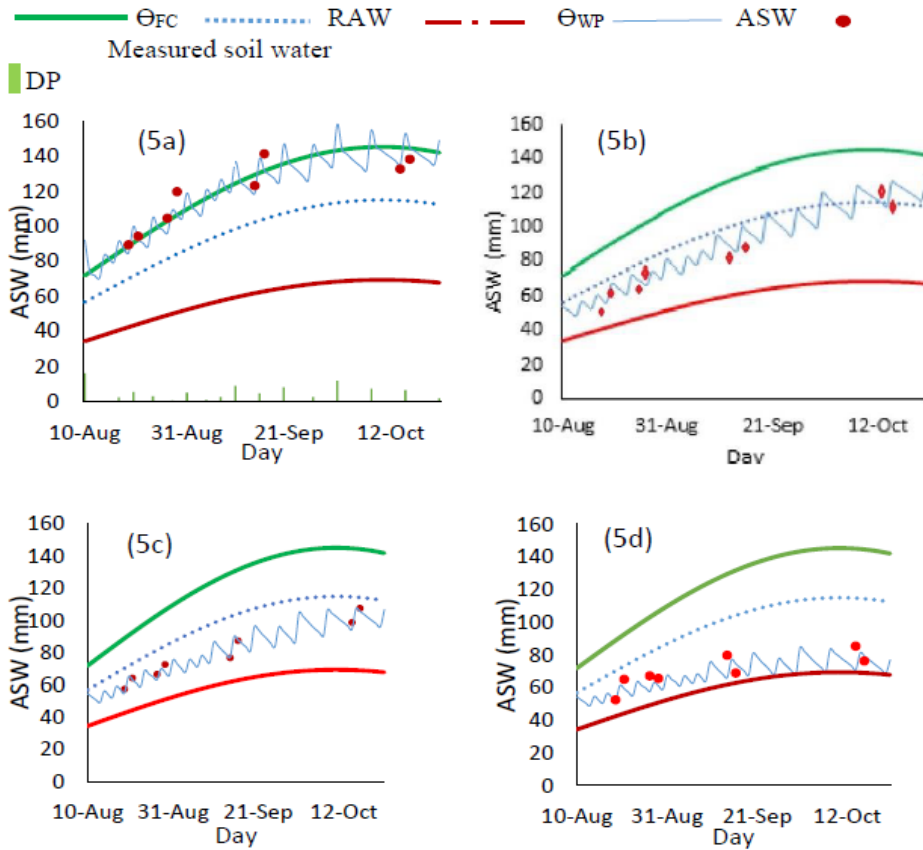 ƟFC RAW ƟWP ASW
Measured soil water
DP
(5a)
ASW (mm)
160
140
120
100
80
60
40
20
0
10-Aug 31-Aug 21-Sep 12-Oct
Day
(5b)
ASW (mm)
160
140
120
100
80
60
40
20
0
10-Aug 31-Aug 21-Sep 12-Oct
Day
(5c)
ASW (mm)
160
140
120
100
80
60
40
20
0
10-Aug 31-Aug 21-Sep 12-Oct
Day
(5d)
ASW (mm)
160
140
120
100
80
60
40
20
0
10-Aug 31-Aug 21-Sep 12-Oct
Day